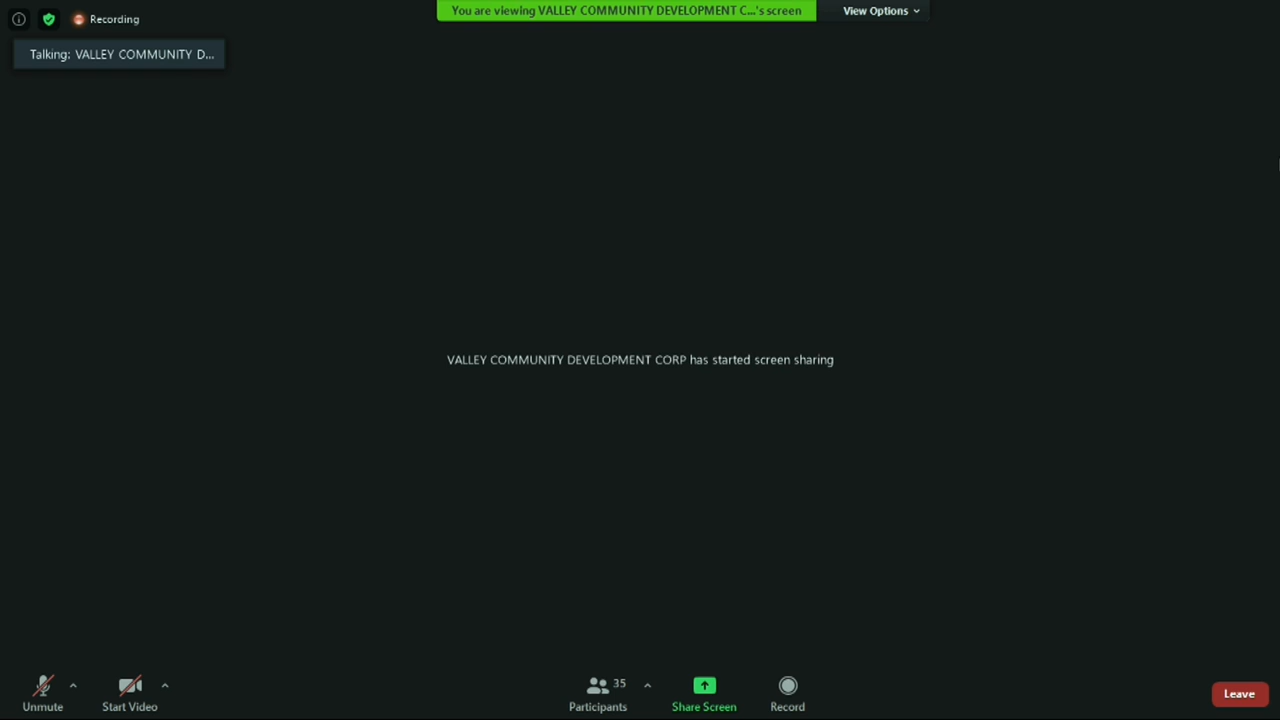 Recording
You are viewing VALLEY COMMUNITY DEVELOPMENT C...'s screen
View Options
Talking: VALLEY COMMUNITY D...
VALLEY COMMUNITY DEVELOPMENT CORP has started screen sharing
Unmute
Start Video
35
Participants
Share Screen
Record
Leave